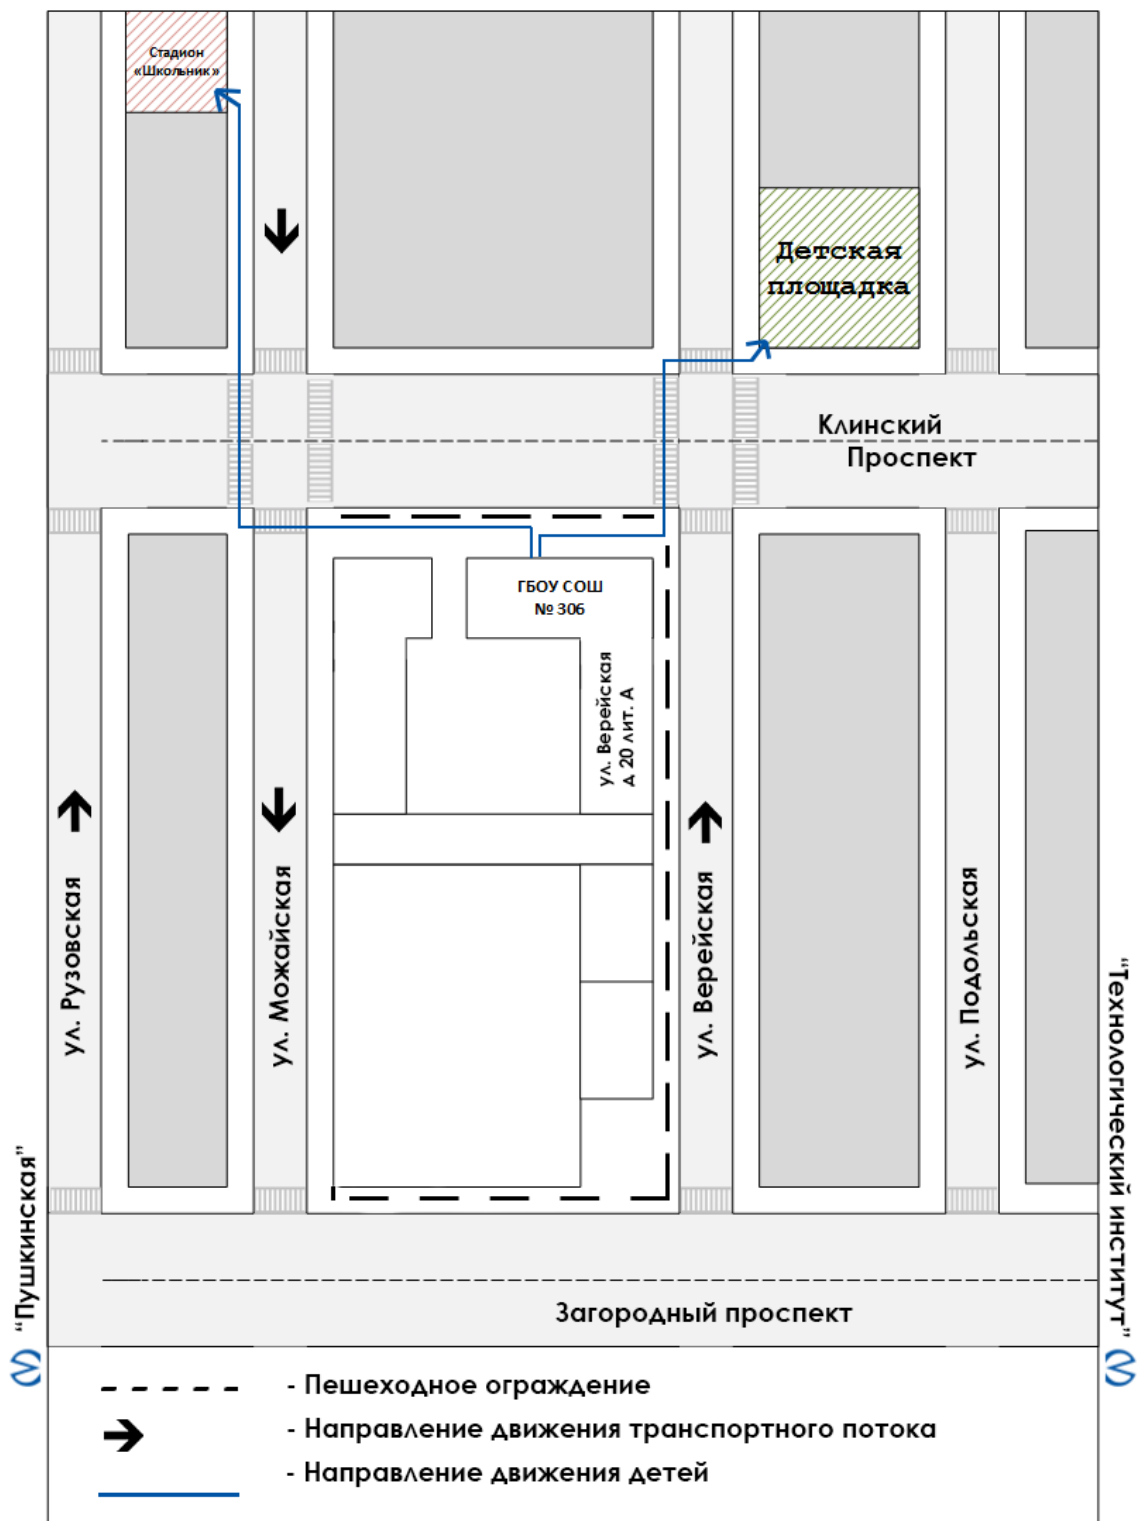 Стадион
«Школьник»
Детская
площадка
Клинский
Проспект
ГБОУ СОШ
№ 306
ул. Верейская
д 20 лит. А
ул. Рузовская
ул. Можайская
ул. Верейская
ул. Подольская
"Пушкинская"
"Технологический институт"
Загородный проспект
- Пешеходное ограждение
- Направление движения транспортного потока
- Направление движения детей